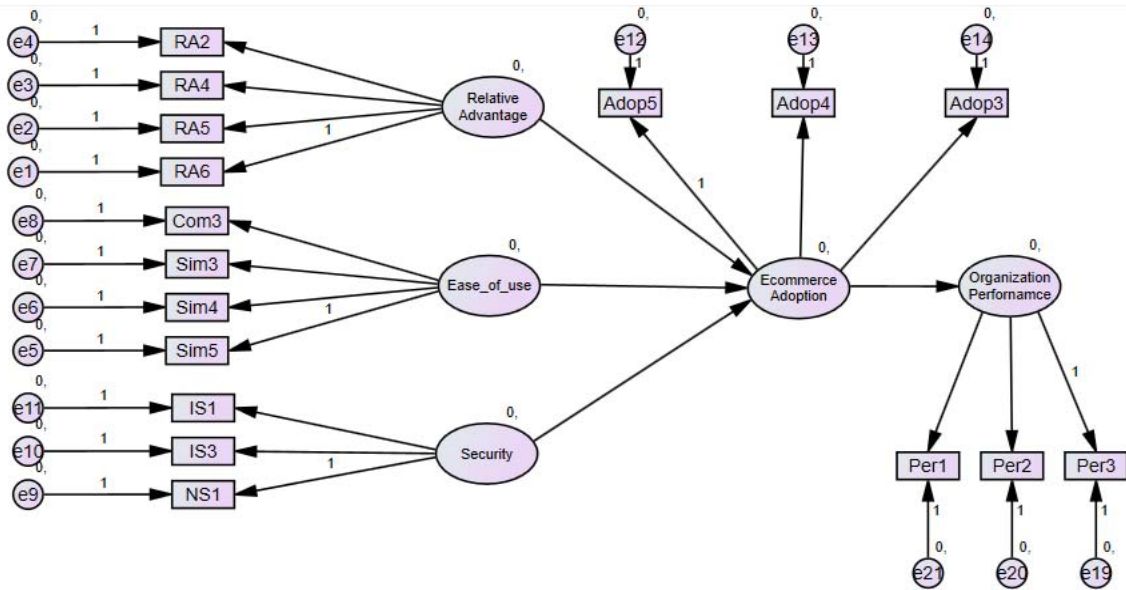 0,
e4
1
RA2
0,
e3
1
RA4
0,
e2
1
RA5
0,
e1
1
RA6
0,
Relative
Advantage
1
0,
e8
1
Com3
0,
e7
1
Sim3
0,
e6
1
Sim4
0,
e5
1
Sim5
0,
Ease_of_use
1
0,
e11
1
IS1
0,
e10
1
IS3
0,
e9
1
NS1
0,
Security
1
0,
e12
1
Adop5
0,
e13
1
Adop4
0,
e14
1
Adop3
1
0,
Ecommerce
Adoption
0,
Organization
Perfornamce
1
Per1
Per2
Per3
1
1
1
0,
e21
0,
e20
0,
e19